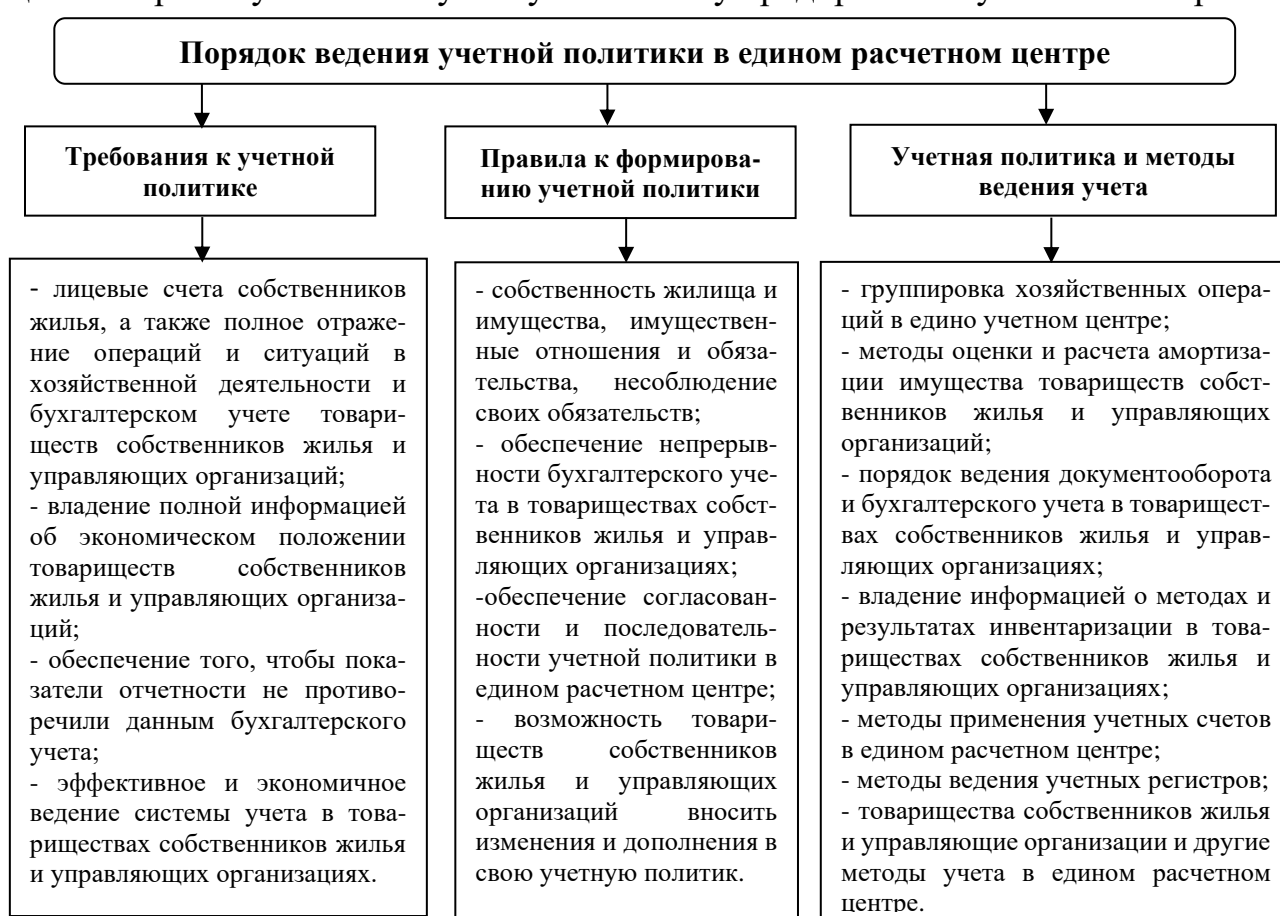 Порядок ведения учетной политики в едином расчетном центре
Требования к учетной
политике
- лицевые счета собственников
жилья, а также полное отраже-
ние операций и ситуаций в
хозяйственной деятельности и
бухгалтерском учете товари-
ществ собственников жилья и
управляющих организаций;
- владение полной информацией
об экономическом положении
товариществ собственников
жилья и управляющих организа-
ций;
- обеспечение того, чтобы пока-
затели отчетности не противо-
речили данным бухгалтерского
учета;
- эффективное и экономичное
ведение системы учета в това-
риществах собственников жилья
и управляющих организациях.
Правила к формирова-
нию учетной политики
- собственность жилища и
имущества, имуществен-
ные отношения и обяза-
тельства, несоблюдение
своих обязательств;
- обеспечение непрерыв-
ности бухгалтерского уче-
та в товариществах собст-
венников жилья и управ-
ляющих организациях;
-обеспечение согласован-
ности и последователь-
ности учетной политики в
едином расчетном центре;
- возможность товари-
ществ собственников
жилья и управляющих
организаций вносить
изменения и дополнения в
свою учетную политик.
Учетная политика и методы
ведения учета
- группировка хозяйственных опера-
ций в едино учетном центре;
- методы оценки и расчета амортиза-
ции имущества товариществ собст-
венников жилья и управляющих
организаций;
- порядок ведения документооборота
и бухгалтерского учета в товарищест-
вах собственников жилья и управ-
ляющих организациях;
- владение информацией о методах и
результатах инвентаризации в това-
риществах собственников жилья и
управляющих организациях;
- методы применения учетных счетов
в едином расчетном центре;
- методы ведения учетных регистров;
- товарищества собственников жилья
и управляющие организации и другие
методы учета в едином расчетном
центре.